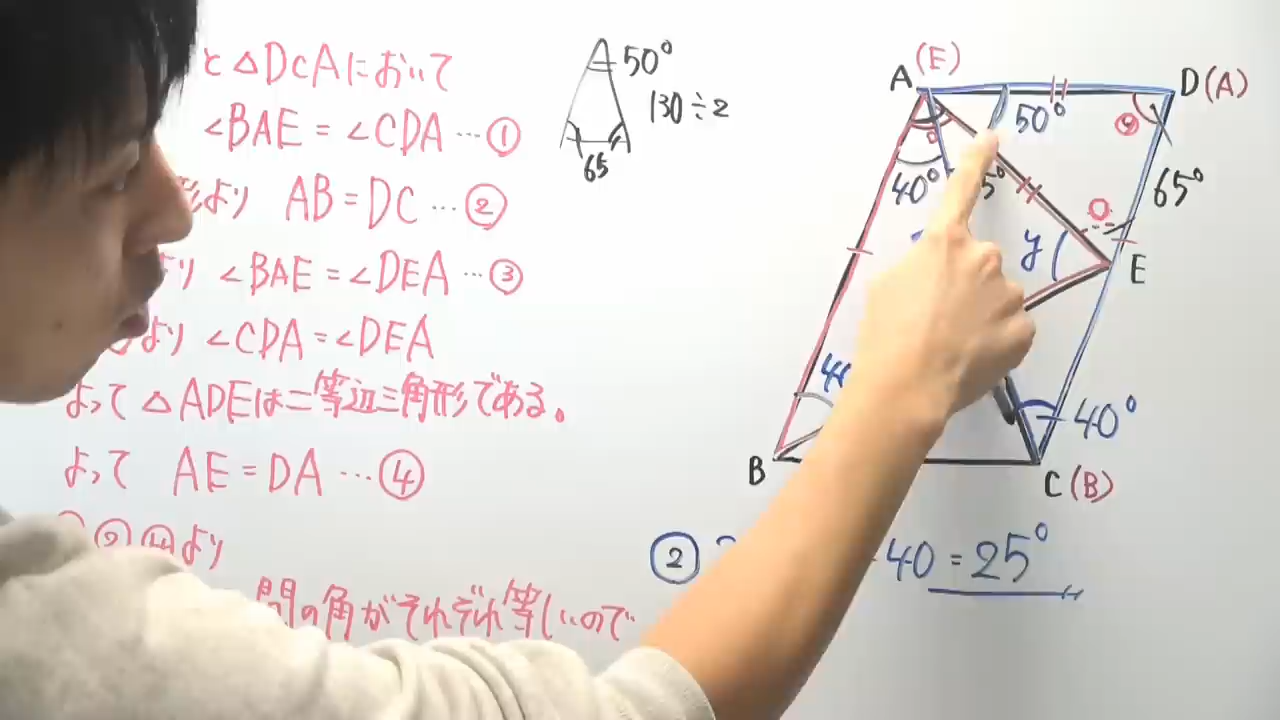 と△DCAにおいて
∠BAE = ∠CDA … ①
より AB = DC … ②
より ∠BAE = ∠DEA … ③
より ∠CDA = ∠DEA
よって △ADEは二等辺三角形である。
よって AE = DA … ④
② ④より
間の角がそれぞれ等しいので
50°
130÷2
65
A (E)
D (A)
50°
40°
5°
65°
y
E
40°
B
C (B)
② 40 = 25°